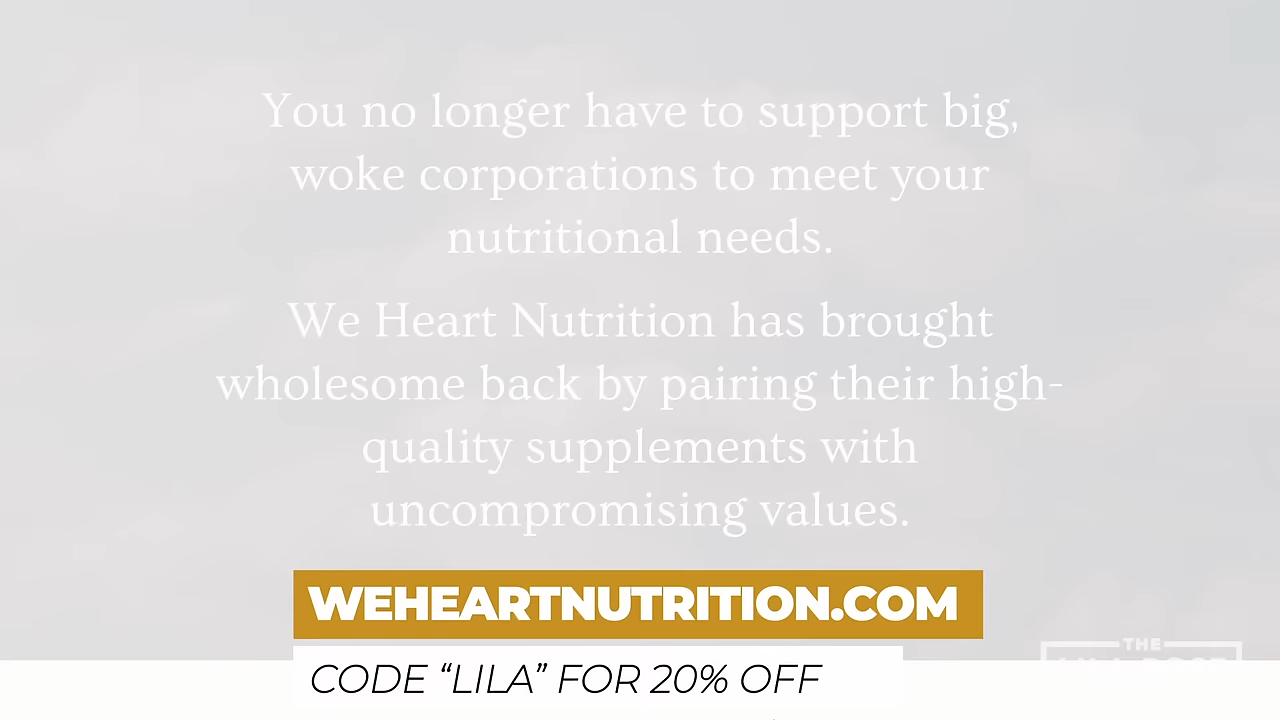 You no longer have to support big,
woke corporations to meet your
nutritional needs.
We Heart Nutrition has brought
wholesome back by pairing their high-
quality supplements with
uncompromising values.
WEHEARTNUTRITION.COM
CODE “LILA” FOR 20% OFF
THE